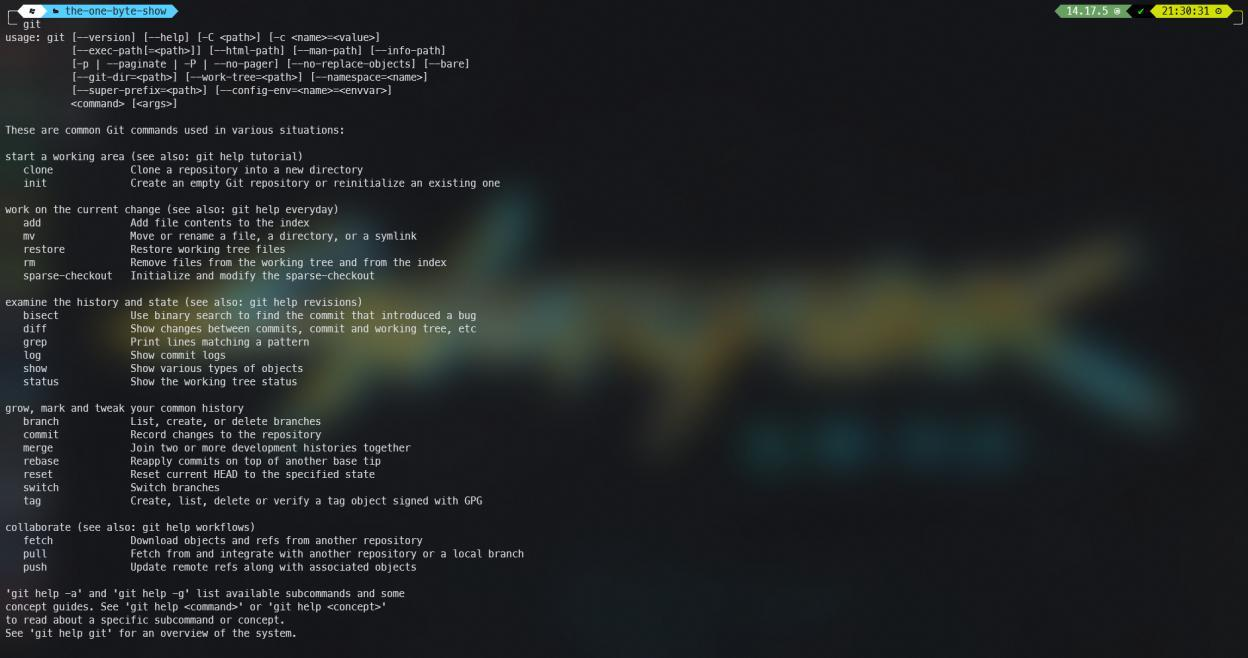 the-one-byte-show 14.17.5 ✔ 21:30:31
git
usage: git [--version] [--help] [-C <path>] [-c <name>=<value>]
           [--exec-path[=<path>]] [--html-path] [--man-path] [--info-path]
           [-p | --paginate | -P | --no-pager] [--no-replace-objects] [--bare]
           [--git-dir=<path>] [--work-tree=<path>] [--namespace=<name>]
           [--super-prefix=<path>] [--config-env=<name>=<envvar>]
           <command> [<args>]

These are common Git commands used in various situations:

start a working area (see also: git help tutorial)
   clone             Clone a repository into a new directory
   init              Create an empty Git repository or reinitialize an existing one

work on the current change (see also: git help everyday)
   add               Add file contents to the index
   mv                Move or rename a file, a directory, or a symlink
   restore           Restore working tree files
   rm                Remove files from the working tree and from the index
   sparse-checkout   Initialize and modify the sparse-checkout

examine the history and state (see also: git help revisions)
   bisect            Use binary search to find the commit that introduced a bug
   diff              Show changes between commits, commit and working tree, etc
   grep              Print lines matching a pattern
   log               Show commit logs
   show              Show various types of objects
   status            Show the working tree status

grow, mark and tweak your common history
   branch            List, create, or delete branches
   commit            Record changes to the repository
   merge             Join two or more development histories together
   rebase            Reapply commits on top of another base tip
   reset             Reset current HEAD to the specified state
   switch            Switch branches
   tag               Create, list, delete or verify a tag object signed with GPG

collaborate (see also: git help workflows)
   fetch             Download objects and refs from another repository
   pull              Fetch from and integrate with another repository or a local branch
   push              Update remote refs along with associated objects

'git help -a' and 'git help -g' list available subcommands and some
concept guides. See 'git help <command>' or 'git help <concept>'
to read about a specific subcommand or concept.
See 'git help git' for an overview of the system.